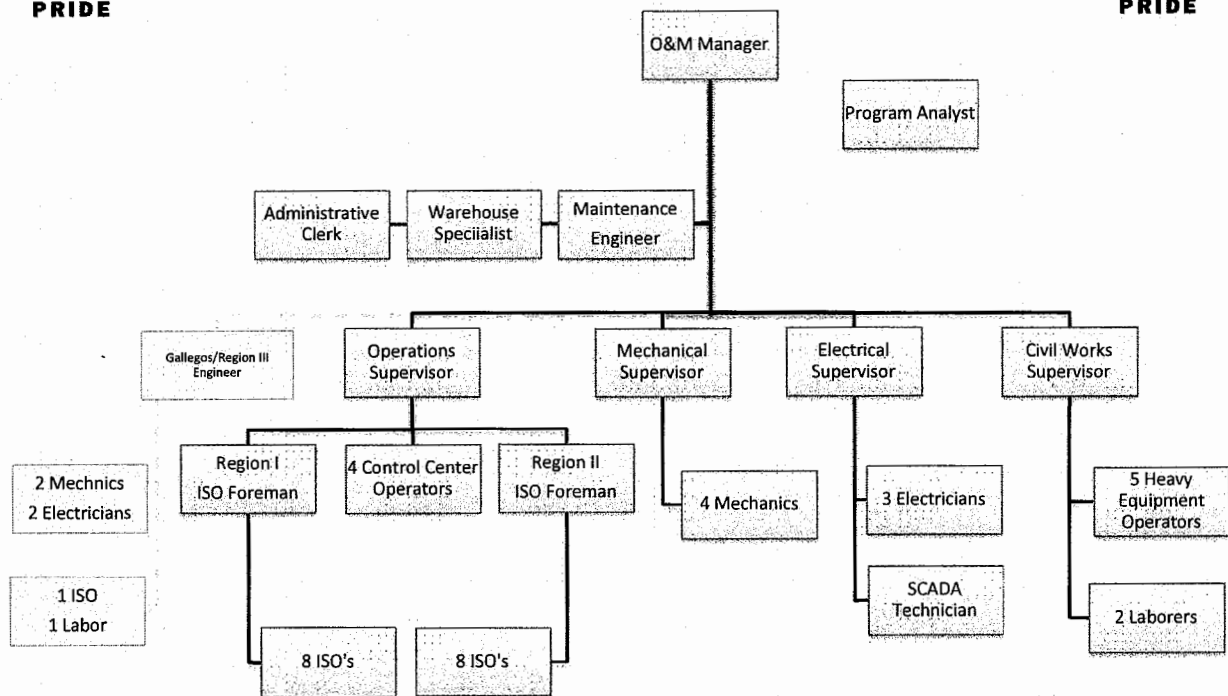 PRIDE
PRIDE
O&M Manager
Program Analyst
Administrative
Clerk
Warehouse
Speciialist
Maintenance
Engineer
Gallegos/Region III
Engineer
Operations
Supervisor
Mechanical
Supervisor
Electrical
Supervisor
Civil Works
Supervisor
2 Mechnics
2 Electricians
Region I
ISO Foreman
4 Control Center
Operators
Region II
ISO Foreman
4 Mechanics
3 Electricians
5 Heavy
Equipment
Operators
1 ISO
1 Labor
SCADA
Technician
2 Laborers
8 ISO's
8 ISO's